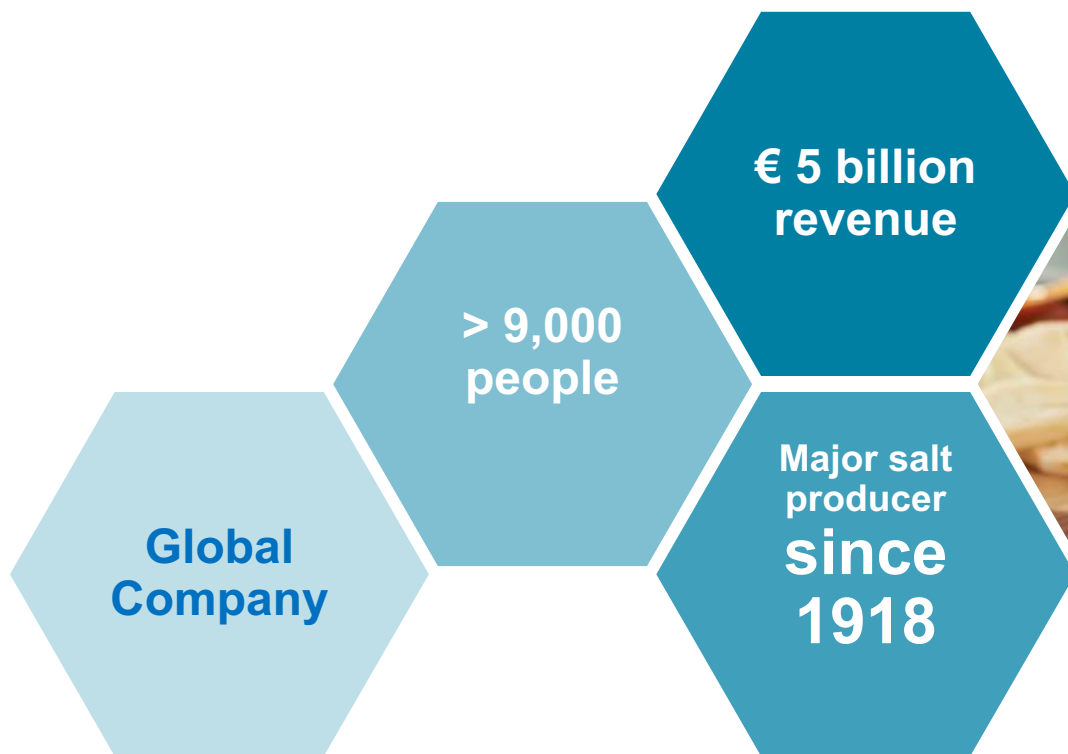 € 5 billion
revenue
> 9,000
people
Global
Company
Major salt
producer
since
1918